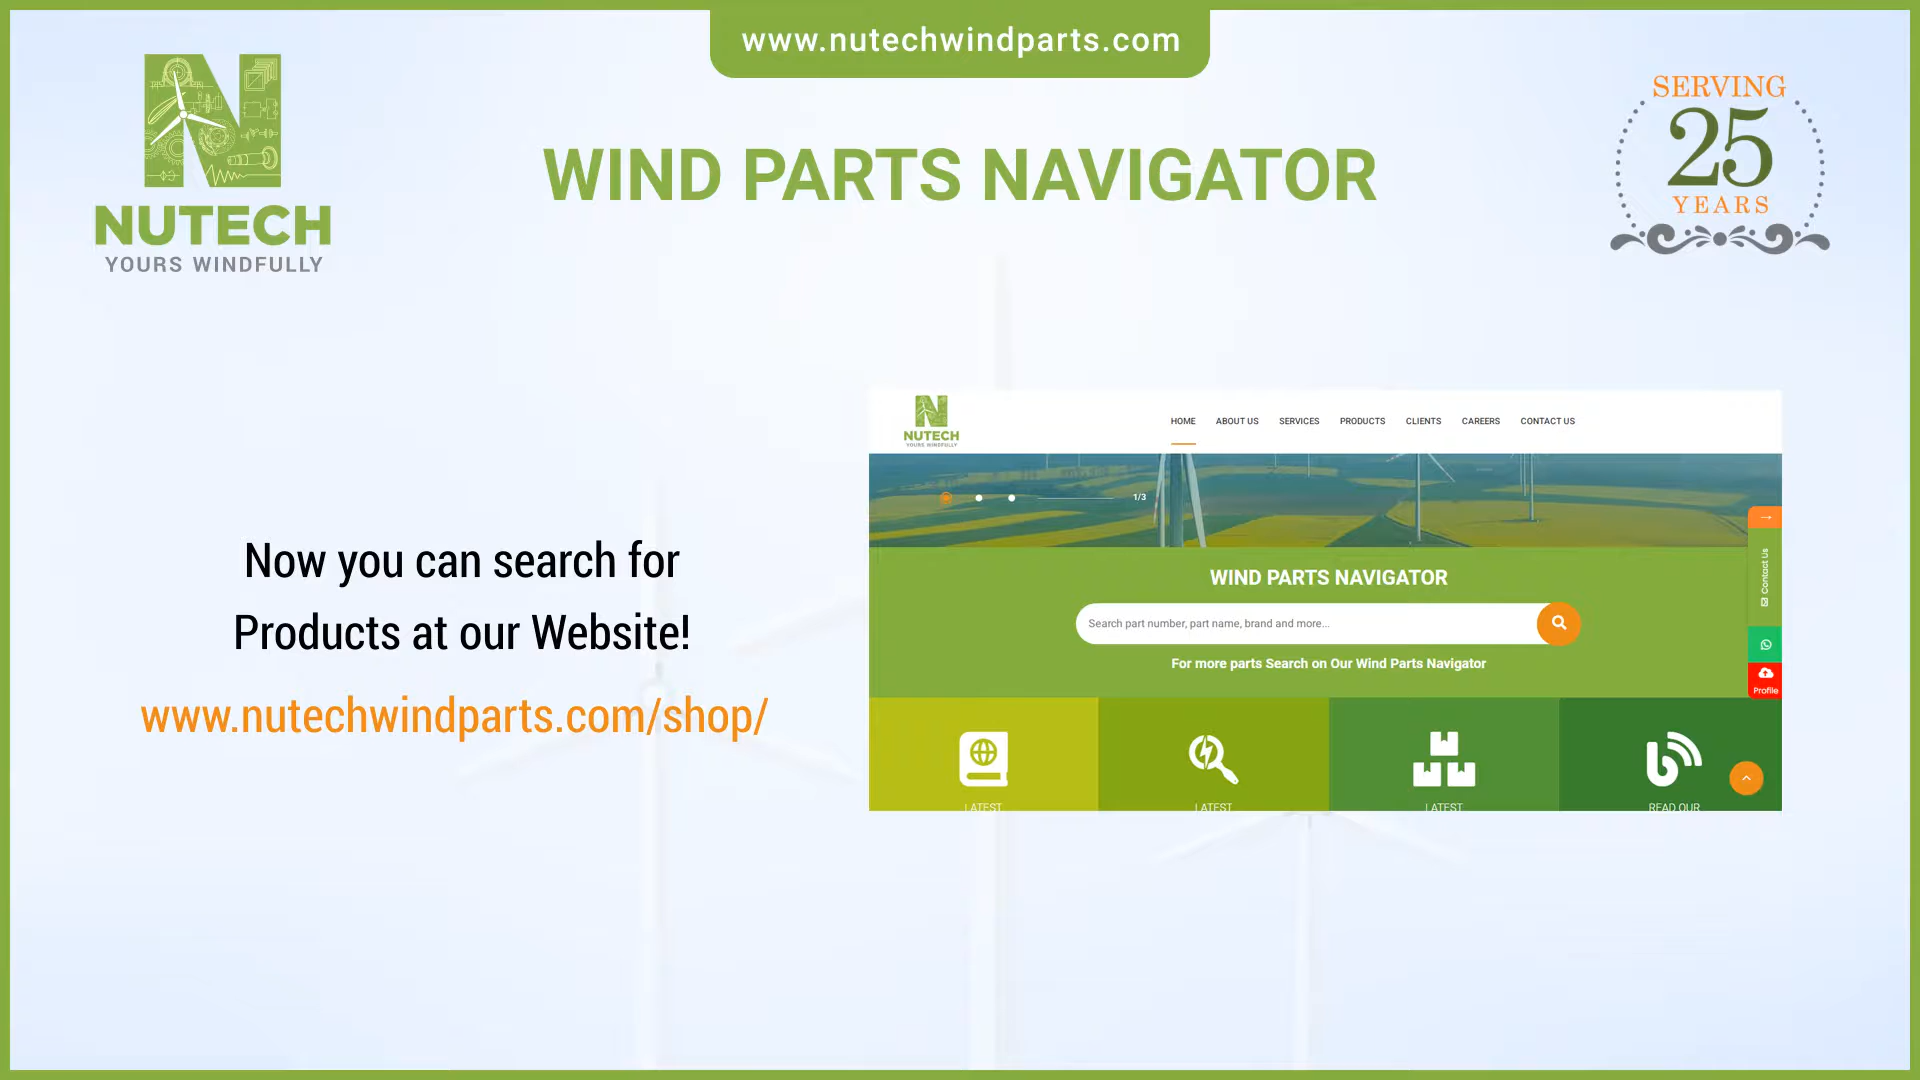 www.nutechwindparts.com
NUTECH
YOURS WINDFULLY
WIND PARTS NAVIGATOR
SERVING
25
YEARS
Now you can search for
Products at our Website!
www.nutechwindparts.com/shop/
NUTECH
YOURS WINDFULLY
HOME ABOUT US SERVICES PRODUCTS CLIENTS CAREERS CONTACT US
1/3
Contact Us
Profile
WIND PARTS NAVIGATOR
Search part number, part name, brand and more...
For more parts Search on Our Wind Parts Navigator
LATEST LATEST LATEST READ OUR